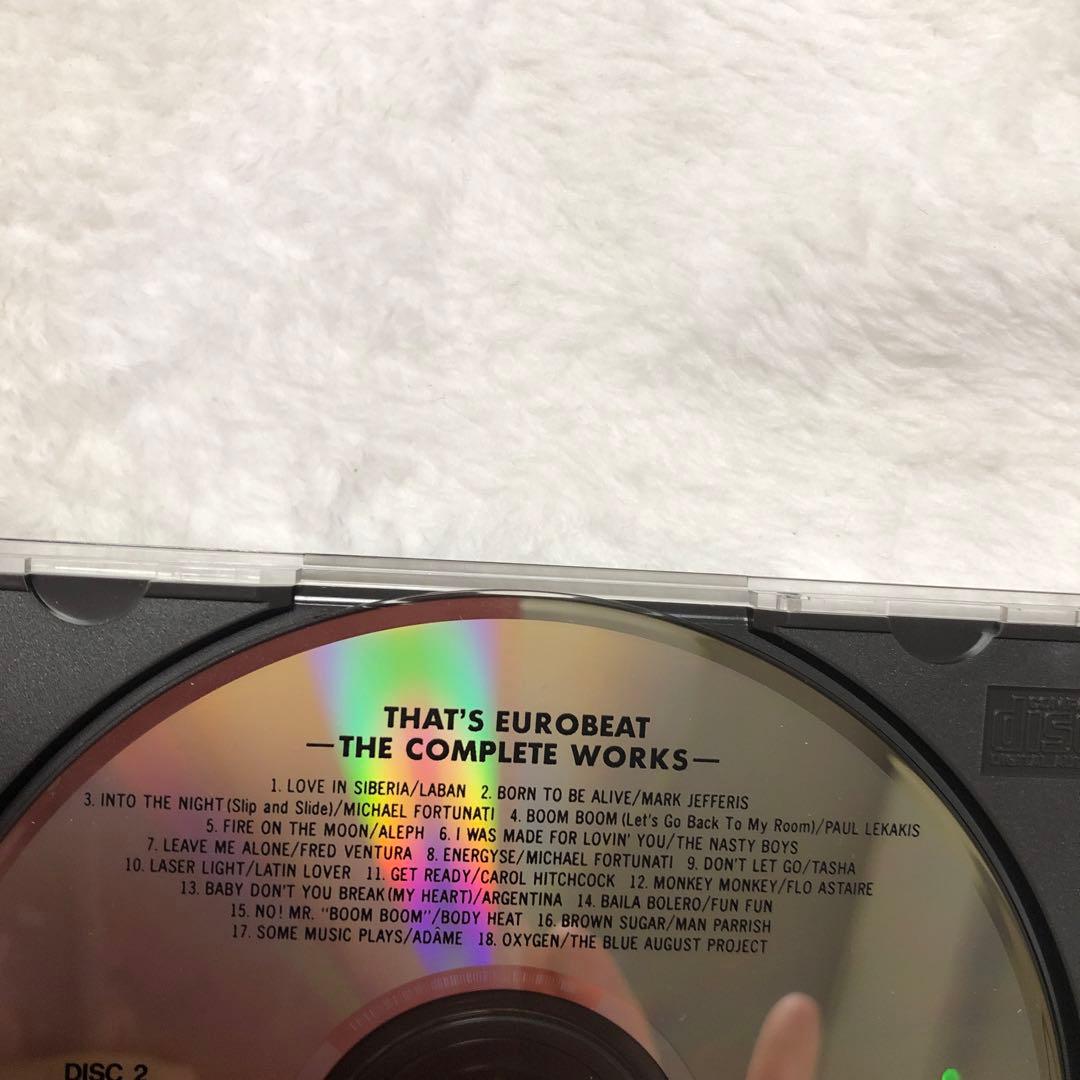 THAT'S EUROBEAT
—THE COMPLETE WORKS—
1. LOVE IN SIBERIA/LABAN 2. BORN TO BE ALIVE/MARK JEFFERIS
3. INTO THE NIGHT (Slip and Slide)/MICHAEL FORTUNATI 4. BOOM BOOM (Let's Go Back To My Room)/PAUL LEKAKIS
5. FIRE ON THE MOON/ALEPH 6. I WAS MADE FOR LOVIN' YOU/THE NASTY BOYS
7. LEAVE ME ALONE/FRED VENTURA 8. ENERGYSE/MICHAEL FORTUNATI 9. DON'T LET GO/TASHA
10. LASER LIGHT/LATIN LOVER 11. GET READY/CAROL HITCHCOCK 12. MONKEY MONKEY/FLO ASTAIRE
13. BABY DON'T YOU BREAK (MY HEART)/ARGENTINA 14. BAILA BOLERO/FUN FUN
15. NO! MR. "BOOM BOOM"/BODY HEAT 16. BROWN SUGAR/MAN PARRISH
17. SOME MUSIC PLAYS/ADÂME 18. OXYGEN/THE BLUE AUGUST PROJECT
DISC 2